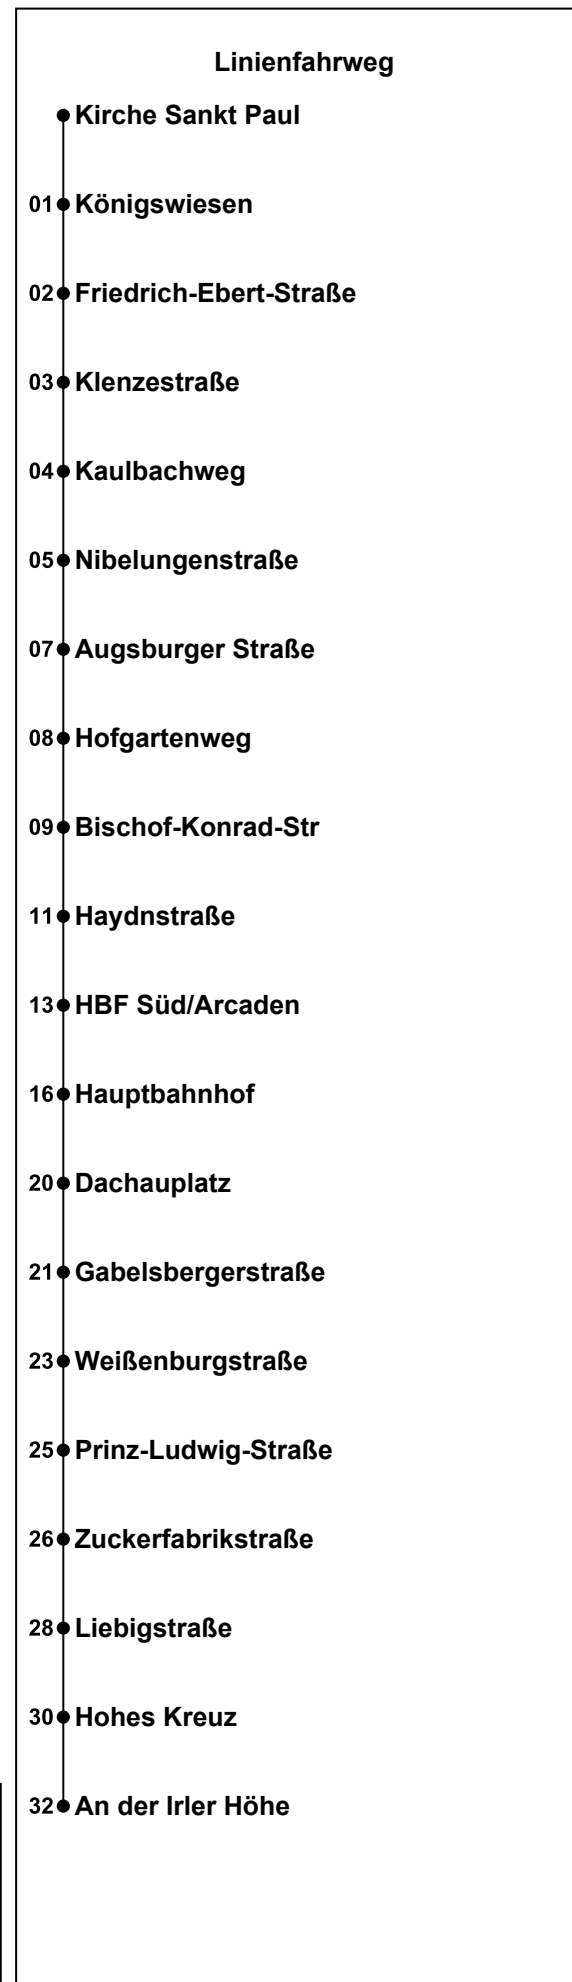 Linienfahrweg
Kirche Sankt Paul
01 Königswiesen
02 Friedrich-Ebert-Straße
03 Klenzestraße
04 Kaulbachweg
05 Nibelungenstraße
07 Augsburger Straße
08 Hofgartenweg
09 Bischof-Konrad-Str
11 Haydnstraße
13 HBF Süd/Arcaden
16 Hauptbahnhof
20 Dachauplatz
21 Gabelsbergerstraße
23 Weißenburgstraße
25 Prinz-Ludwig-Straße
26 Zuckerfabrikstraße
28 Liebigstraße
30 Hohes Kreuz
32 An der Irler Höhe